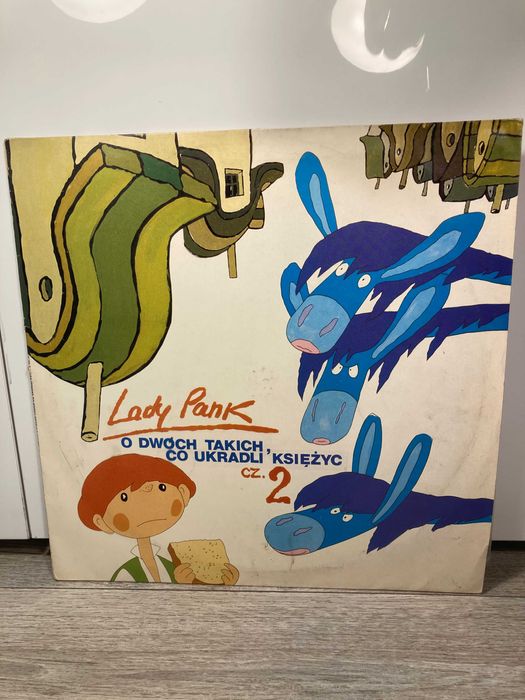 Lady Pank
O DWÓCH TAKICH,
CO UKRADLI KSIĘŻYC
CZ. 2